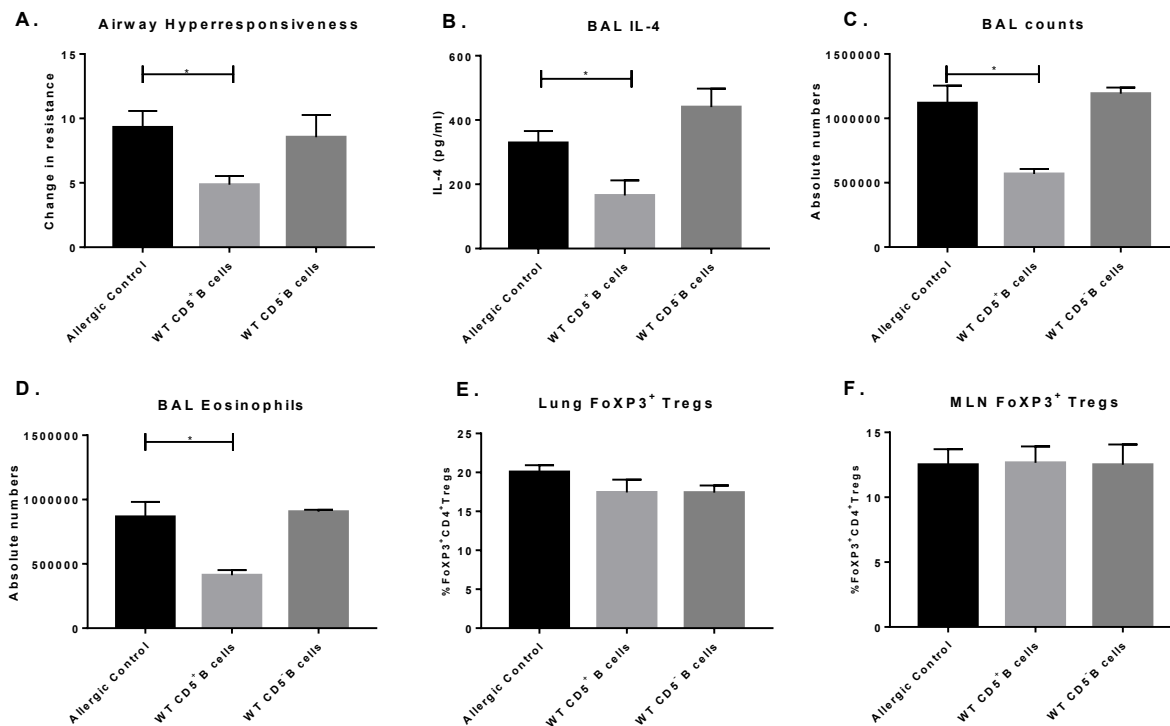 A.
Airway Hyperresponsiveness
Change in resistance
15
10
5
0
*
Allergic Control
WT CD5⁺ B cells
WT CD5⁻ B cells
B.
BAL IL-4
IL-4 (pg/ml)
600
400
200
0
*
Allergic Control
WT CD5⁺ B cells
WT CD5⁻ B cells
C.
BAL counts
Absolute numbers
1500000
1000000
500000
0
*
Allergic Control
WT CD5⁺ B cells
WT CD5⁻ B cells
D.
BAL Eosinophils
Absolute numbers
1500000
1000000
500000
0
*
Allergic Control
WT CD5⁺ B cells
WT CD5⁻ B cells
E.
Lung FoXP3⁺ Tregs
%FoXP3⁺CD4⁺Tregs
25
20
15
10
5
0
Allergic Control
WT CD5⁺ B cells
WT CD5⁻ B cells
F.
MLN FoXP3⁺ Tregs
%FoXP3⁺CD4⁺Tregs
15
10
5
0
Allergic Control
WT CD5⁺ B cells
WT CD5⁻ B cells